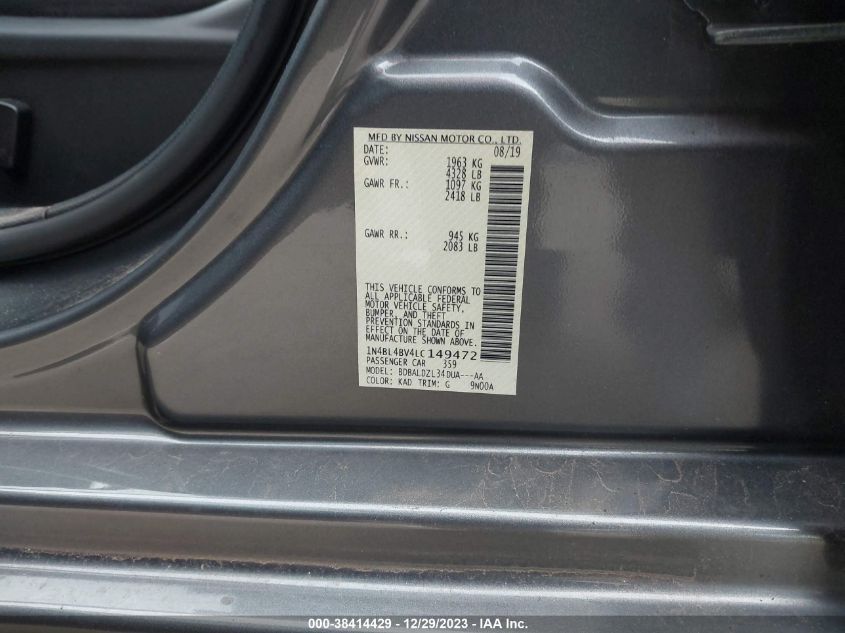 MFD BY NISSAN MOTOR CO., LTD.
DATE: 08/19
GVWR: 1963 KG
4328 LB
GAWR FR.: 1097 KG
2418 LB
GAWR RR.: 945 KG
2083 LB
THIS VEHICLE CONFORMS TO
ALL APPLICABLE FEDERAL
MOTOR VEHICLE SAFETY,
BUMPER, AND THEFT
PREVENTION STANDARDS IN
EFFECT ON THE DATE OF
MANUFACTURE SHOWN ABOVE.
1N4BL4BV4LC149472
PASSENGER CAR 359
MODEL: BDBALDZL34DUA---AA
COLOR: KAD TRIM: G 9N00A
000-38414429 - 12/29/2023 - IAA Inc.